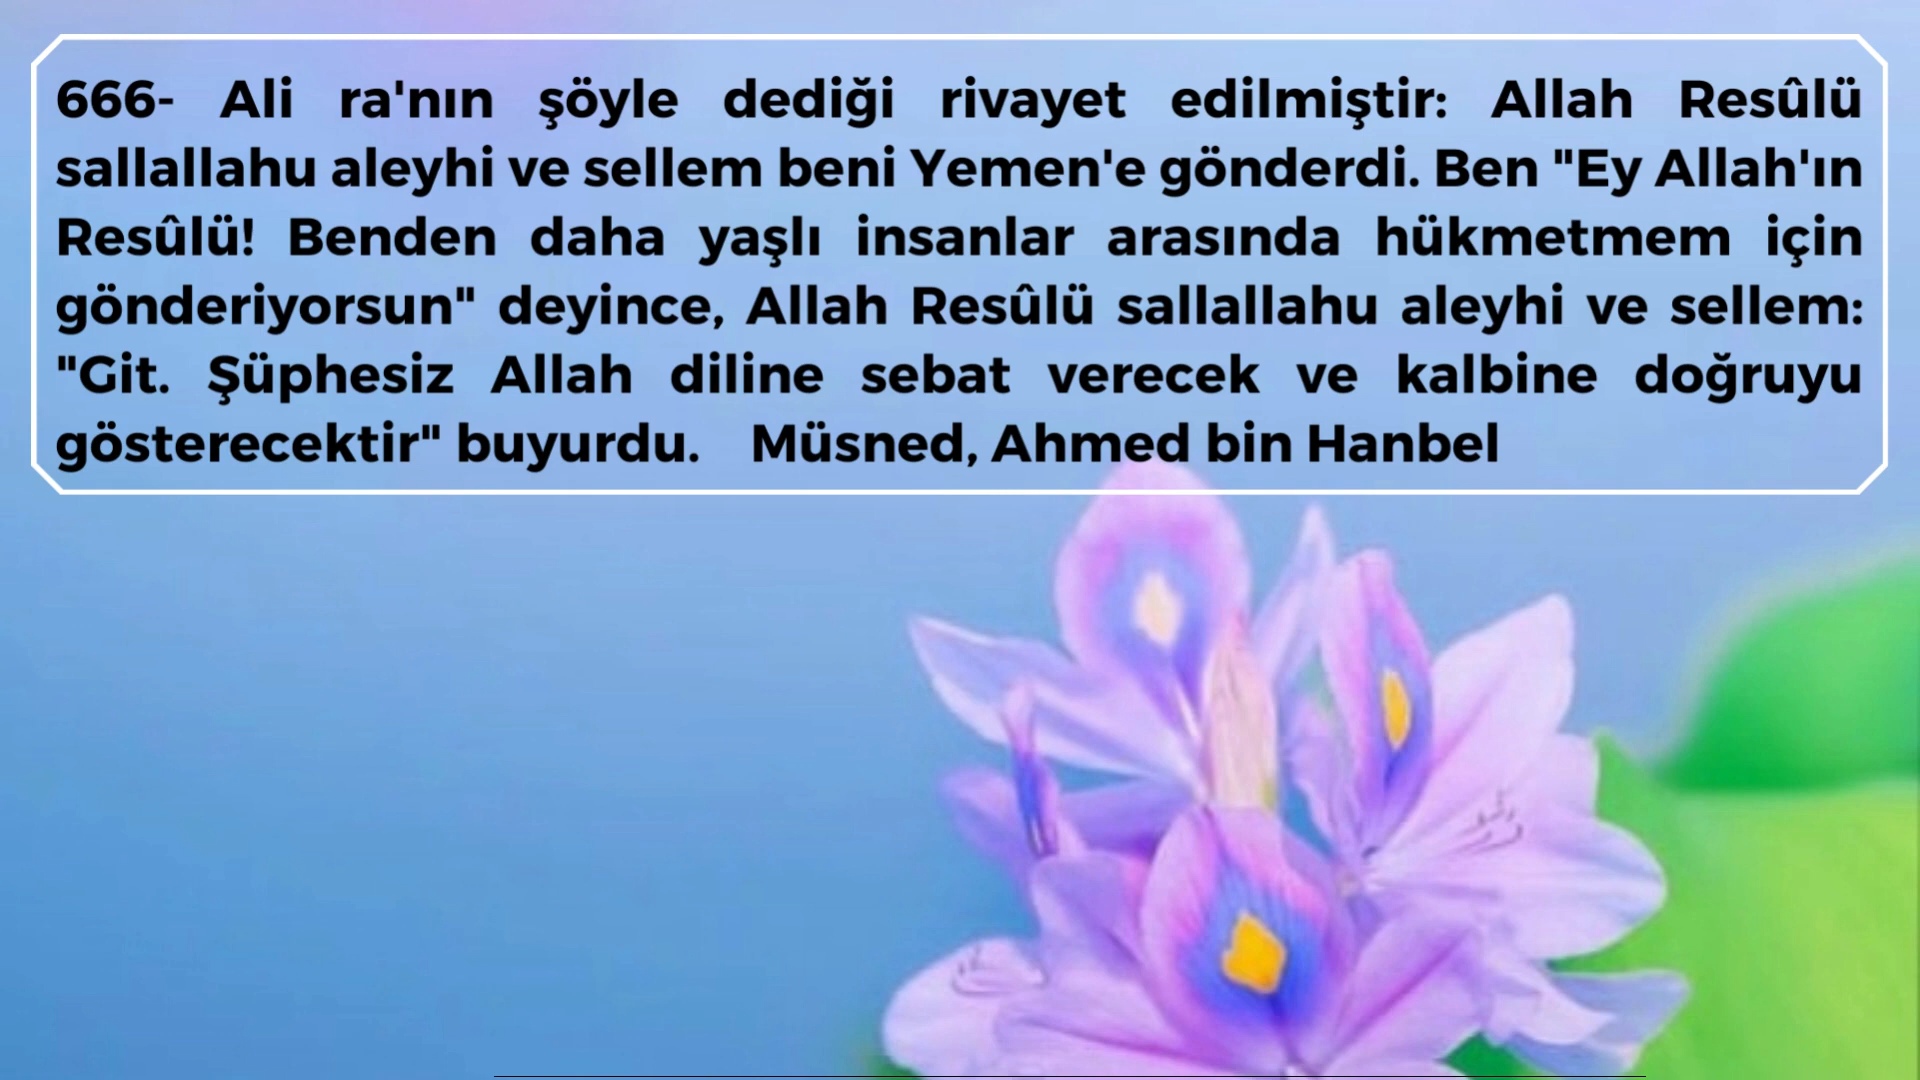 666- Ali ra'nın şöyle dediği rivayet edilmiştir: Allah Resûlü
sallallahu aleyhi ve sellem beni Yemen'e gönderdi. Ben "Ey Allah'ın
Resûlü! Benden daha yaşlı insanlar arasında hükmetmem için
gönderiyorsun" deyince, Allah Resûlü sallallahu aleyhi ve sellem:
"Git. Şüphesiz Allah diline sebat verecek ve kalbine doğruyu
gösterecektir" buyurdu. Müsned, Ahmed bin Hanbel